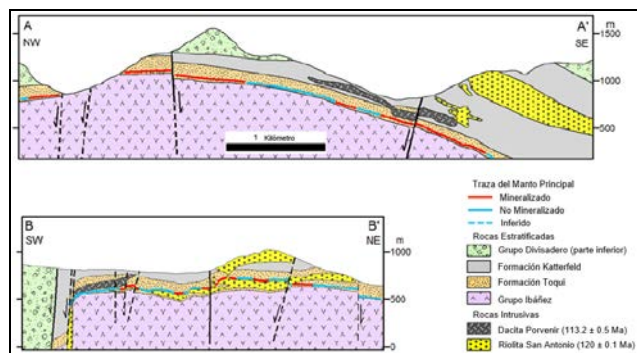 A
NW
A'
SE
m
1500
1000
500
1 Kilómetro
B
SW
B'
NE
m
1000
500
0
Traza del Manto Principal
Mineralizado
No Mineralizado
Inferido
Rocas Estratificadas
Grupo Divisadero (parte inferior)
Formación Katterfeld
Formación Toqui
Grupo Ibáñez
Rocas Intrusivas
Dacita Porvenir (113.2 ± 0.5 Ma)
Riolita San Antonio (120 ± 0.1 Ma)